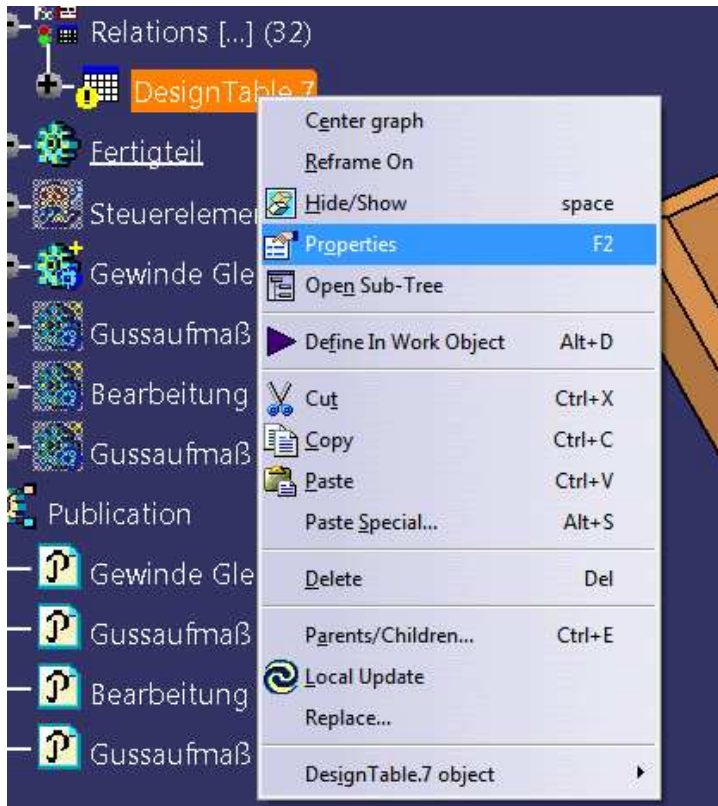 Relations [...] (32)
DesignTable.7
Center graph
Fertigteil
Reframe On
Steuerelemen
Hide/Show space
Properties F2
Gewinde Gle
Open Sub-Tree
Gussaufmaß
Define In Work Object Alt+D
Bearbeitung
Cut Ctrl+X
Gussaufmaß
Copy Ctrl+C
Paste Ctrl+V
Publication
Paste Special... Alt+S
Gewinde Gle
Delete Del
Gussaufmaß
Parents/Children... Ctrl+E
Bearbeitung
Local Update
Replace...
Gussaufmaß
DesignTable.7 object